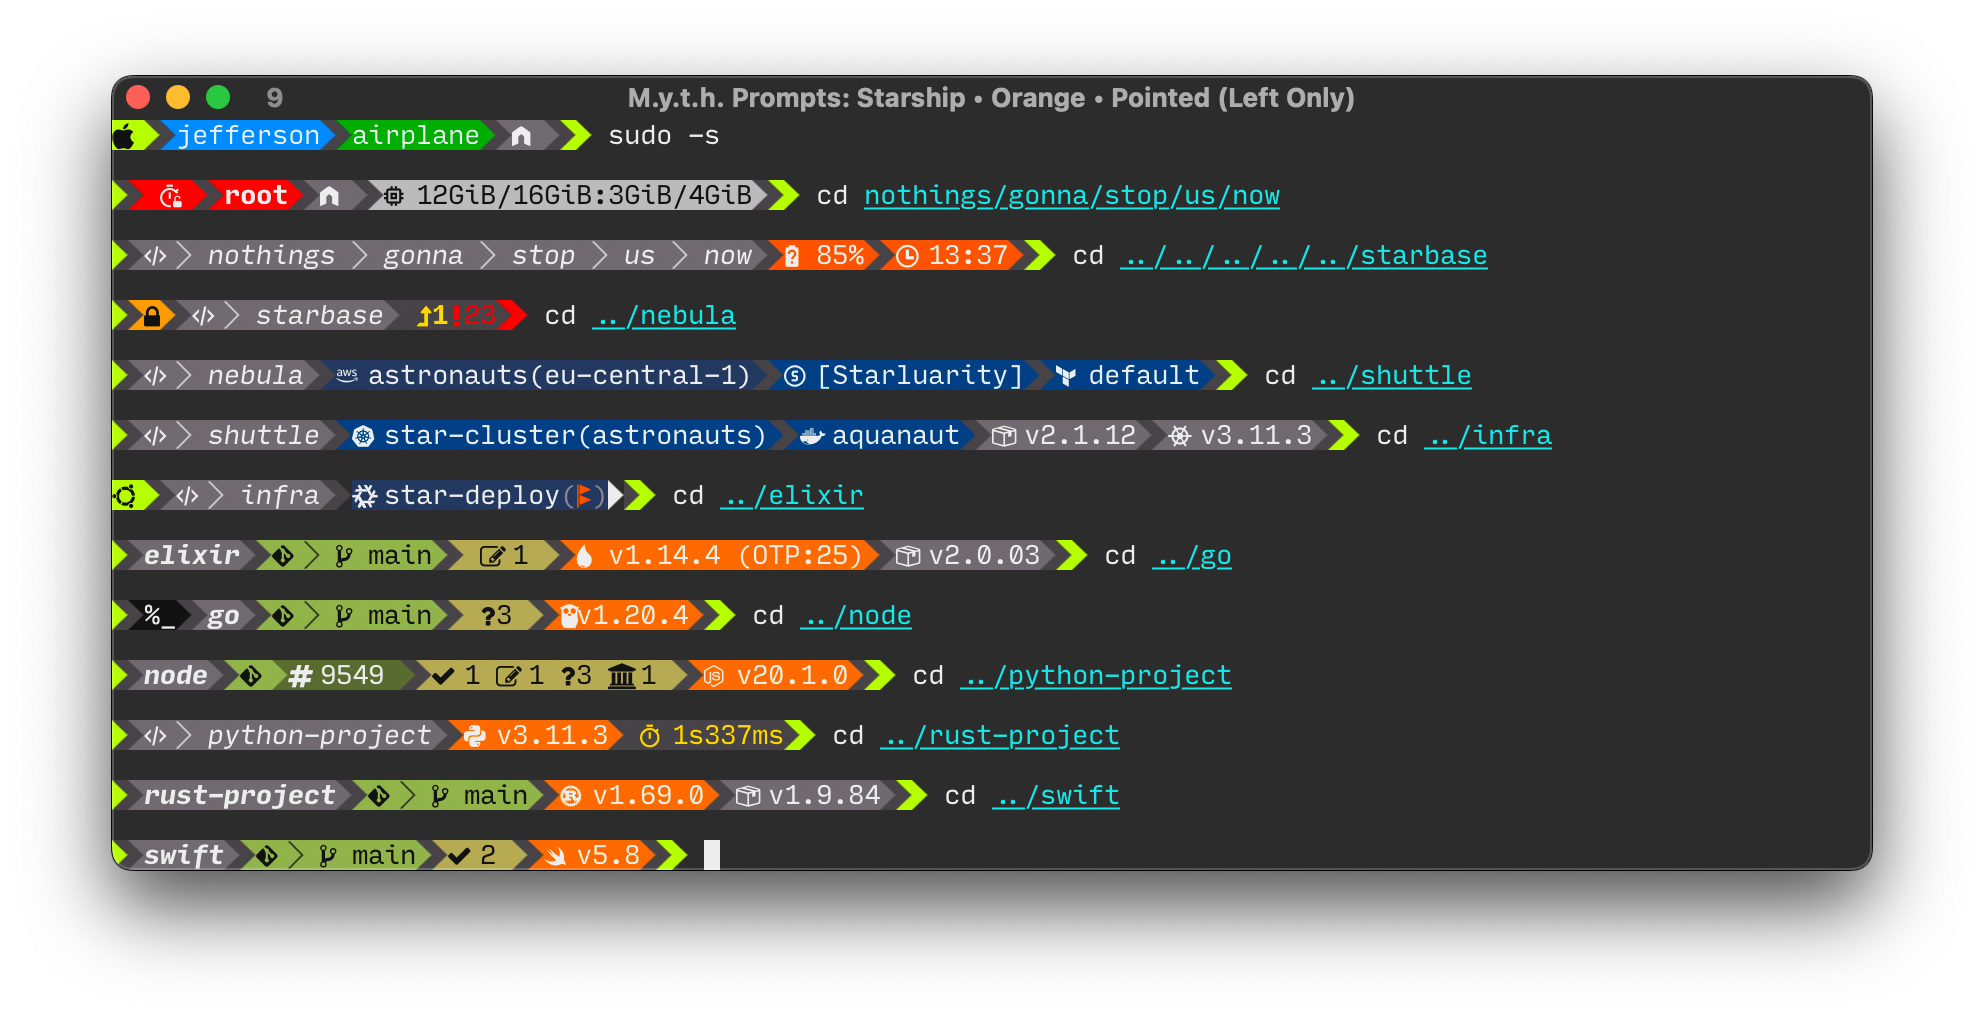 9 M.y.t.h. Prompts: Starship • Orange • Pointed (Left Only)
jefferson airplane sudo -s
root 12GiB/16GiB:3GiB/4GiB cd nothings/gonna/stop/us/now
</> nothings gonna stop us now ? 85% 13:37 cd ../../../../../starbase
</> starbase 1!23 cd ../nebula
</> nebula aws astronauts(eu-central-1) S [Starluarity] default cd ../shuttle
</> shuttle star-cluster(astronauts) aquanaut v2.1.12 v3.11.3 cd ../infra
</> infra star-deploy() cd ../elixir
elixir main 1 v1.14.4 (OTP:25) v2.0.03 cd ../go
%_ go main ?3 v1.20.4 cd ../node
node # 9549 1 1 ?3 1 JS v20.1.0 cd ../python-project
</> python-project v3.11.3 1s337ms cd ../rust-project
rust-project main R v1.69.0 v1.9.84 cd ../swift
swift main 2 v5.8